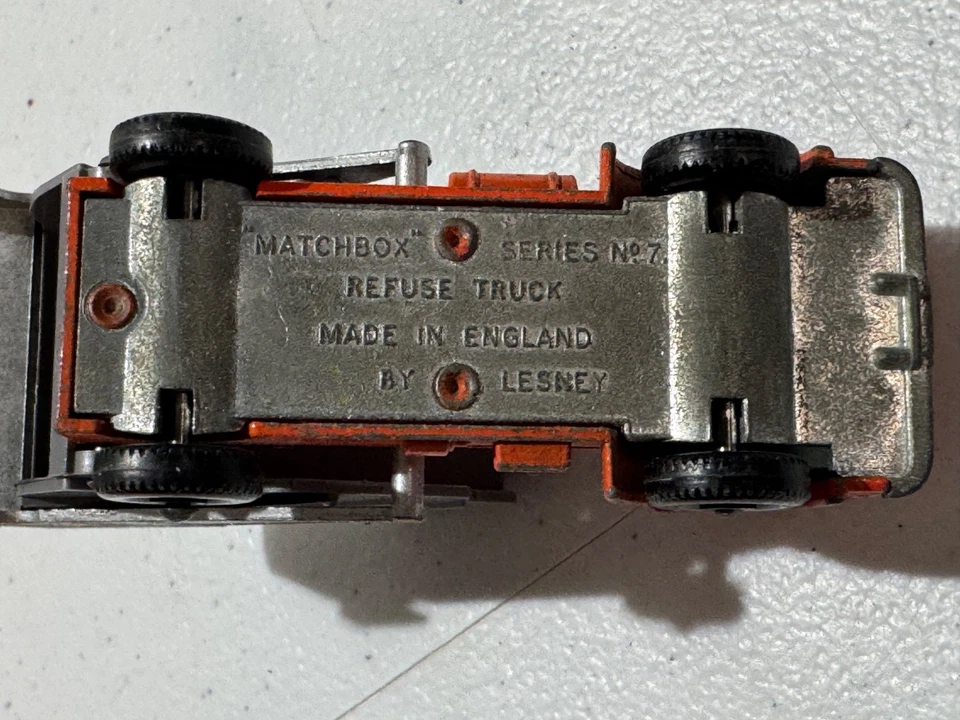 "MATCHBOX" SERIES Nº 7
REFUSE TRUCK
MADE IN ENGLAND
BY LESNEY